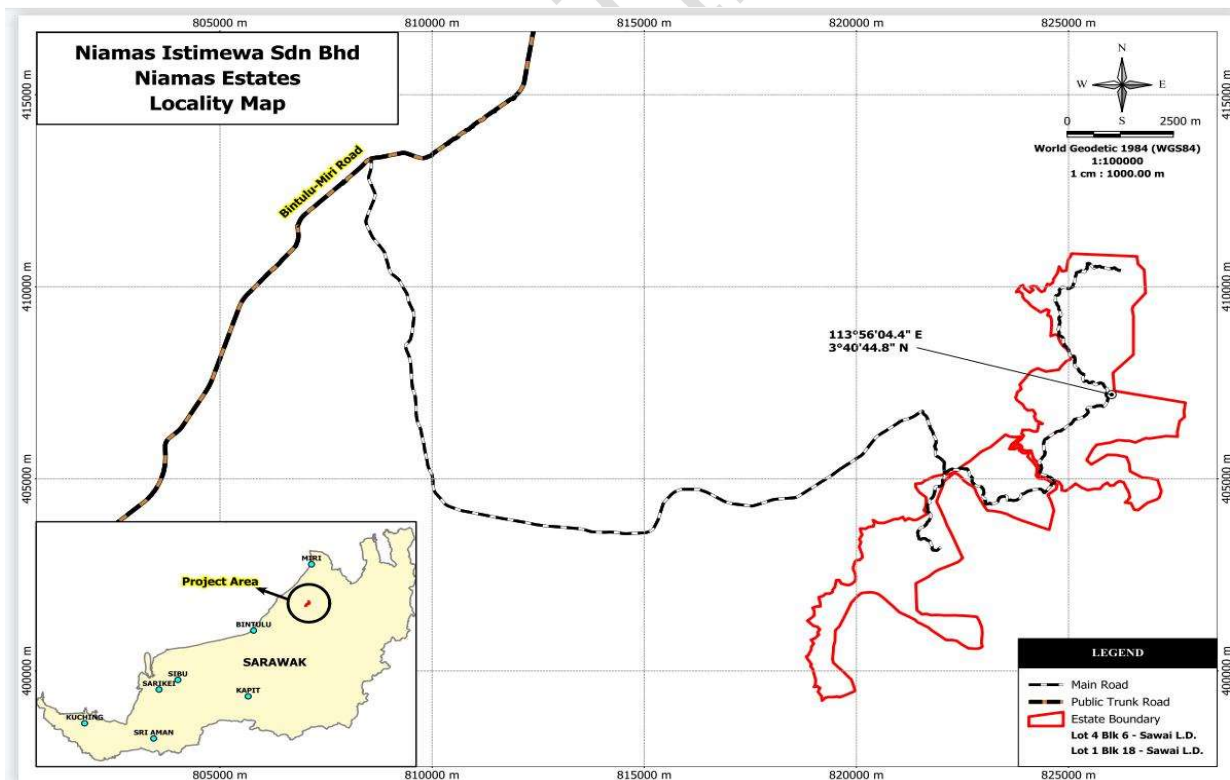 805000 m
810000 m
815000 m
820000 m
825000 m
Niamas Istimewa Sdn Bhd
Niamas Estates
Locality Map
N
W
E
S
0
2500 m
World Geodetic 1984 (WGS84)
1:100000
1 cm : 1000.00 m
415000 m
415000 m
Bintulu-Miri Road
410000 m
410000 m
113°56'04.4" E
3°40'44.8" N
405000 m
405000 m
MIRI
Project Area
BINTULU
SARAWAK
SIBU
SARIKEI
KAPIT
KUCHING
SRI AMAN
400000 m
400000 m
LEGEND
Main Road
Public Trunk Road
Estate Boundary
Lot 4 Blk 6 - Sawai L.D.
Lot 1 Blk 18 - Sawai L.D.
805000 m
810000 m
815000 m
820000 m
825000 m